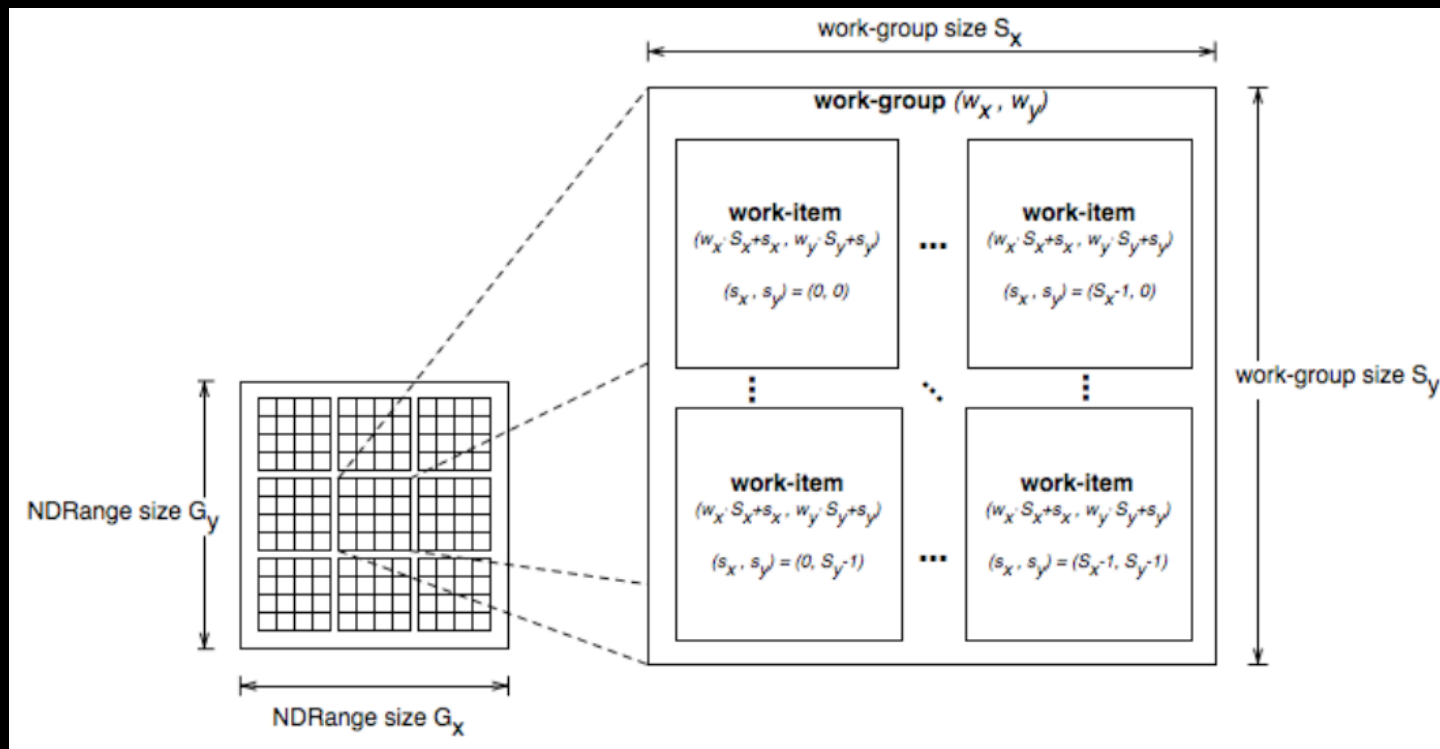 work-group size Sx
work-group (wx , wy)
work-item work-item
(wx· Sx+sx , wy· Sy+sy) ... (wx· Sx+sx , wy· Sy+sy)
(sx , sy) = (0, 0) (sx , sy) = (Sx-1, 0)
work-group size Sy
work-item work-item
(wx· Sx+sx , wy· Sy+sy) (wx· Sx+sx , wy· Sy+sy)
(sx , sy) = (0, Sy-1) ... (sx , sy) = (Sx-1, Sy-1)
NDRange size Gy
NDRange size Gx